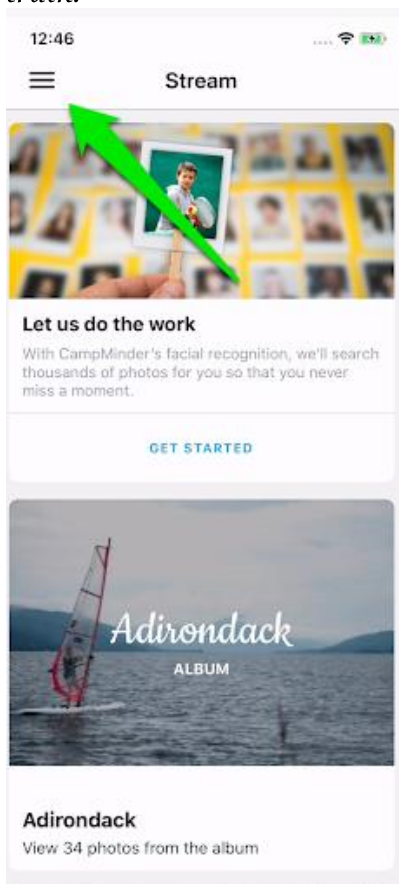 12:46
Stream
Let us do the work
With CampMinder's facial recognition, we'll search
thousands of photos for you so that you never
miss a moment.
GET STARTED
Adirondack
ALBUM
Adirondack
View 34 photos from the album